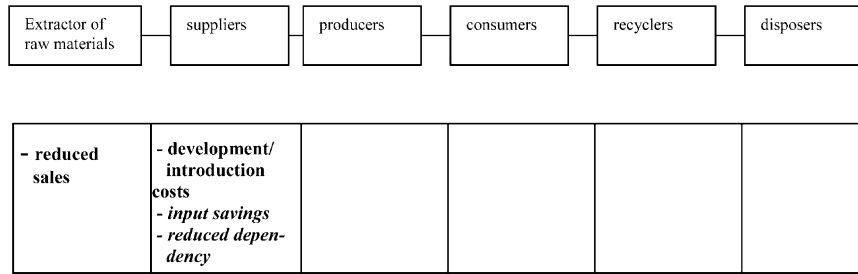 Extractor of
raw materials
suppliers
producers
consumers
recyclers
disposers
- reduced
sales
- development/
introduction
costs
- input savings
- reduced depen-
dency